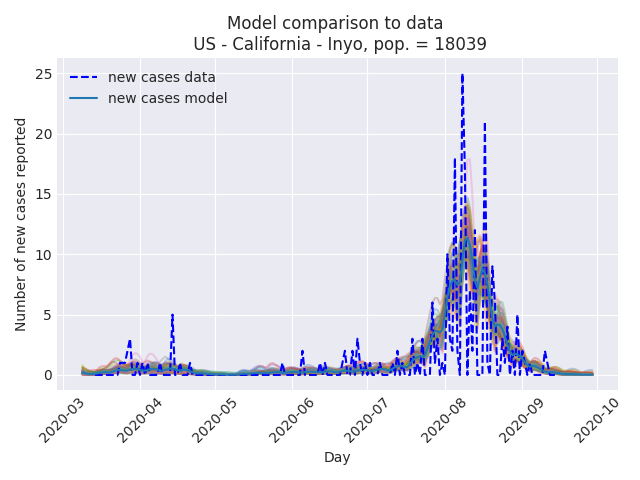 Model comparison to data
US - California - Inyo, pop. = 18039
new cases data
new cases model
Number of new cases reported
25
20
15
10
5
0
2020-03
2020-04
2020-05
2020-06
2020-07
2020-08
2020-09
2020-10
Day